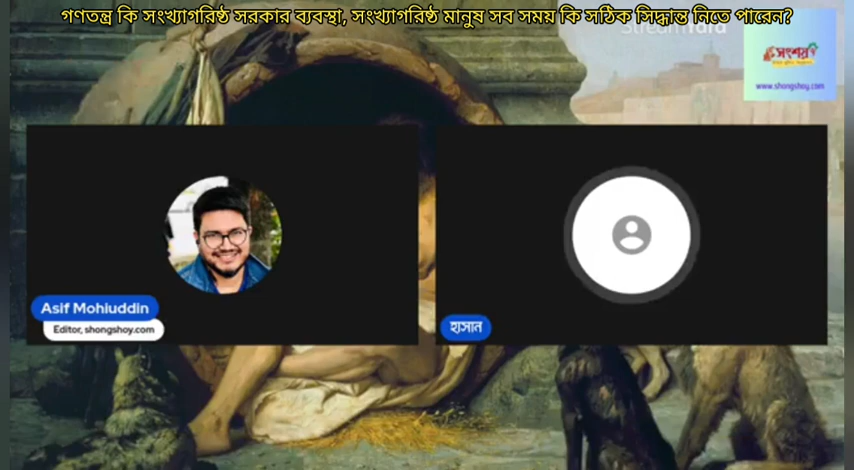 গণতন্ত্র কি সংখ্যাগরিষ্ঠ সরকার ব্যবস্থা, সংখ্যাগরিষ্ঠ মানুষ সব সময় কি সঠিক সিদ্ধান্ত নিতে পারেন?
StreamYard
সংশয়
www.shongshoy.com
Asif Mohiuddin
Editor, shongshoy.com
হাসান